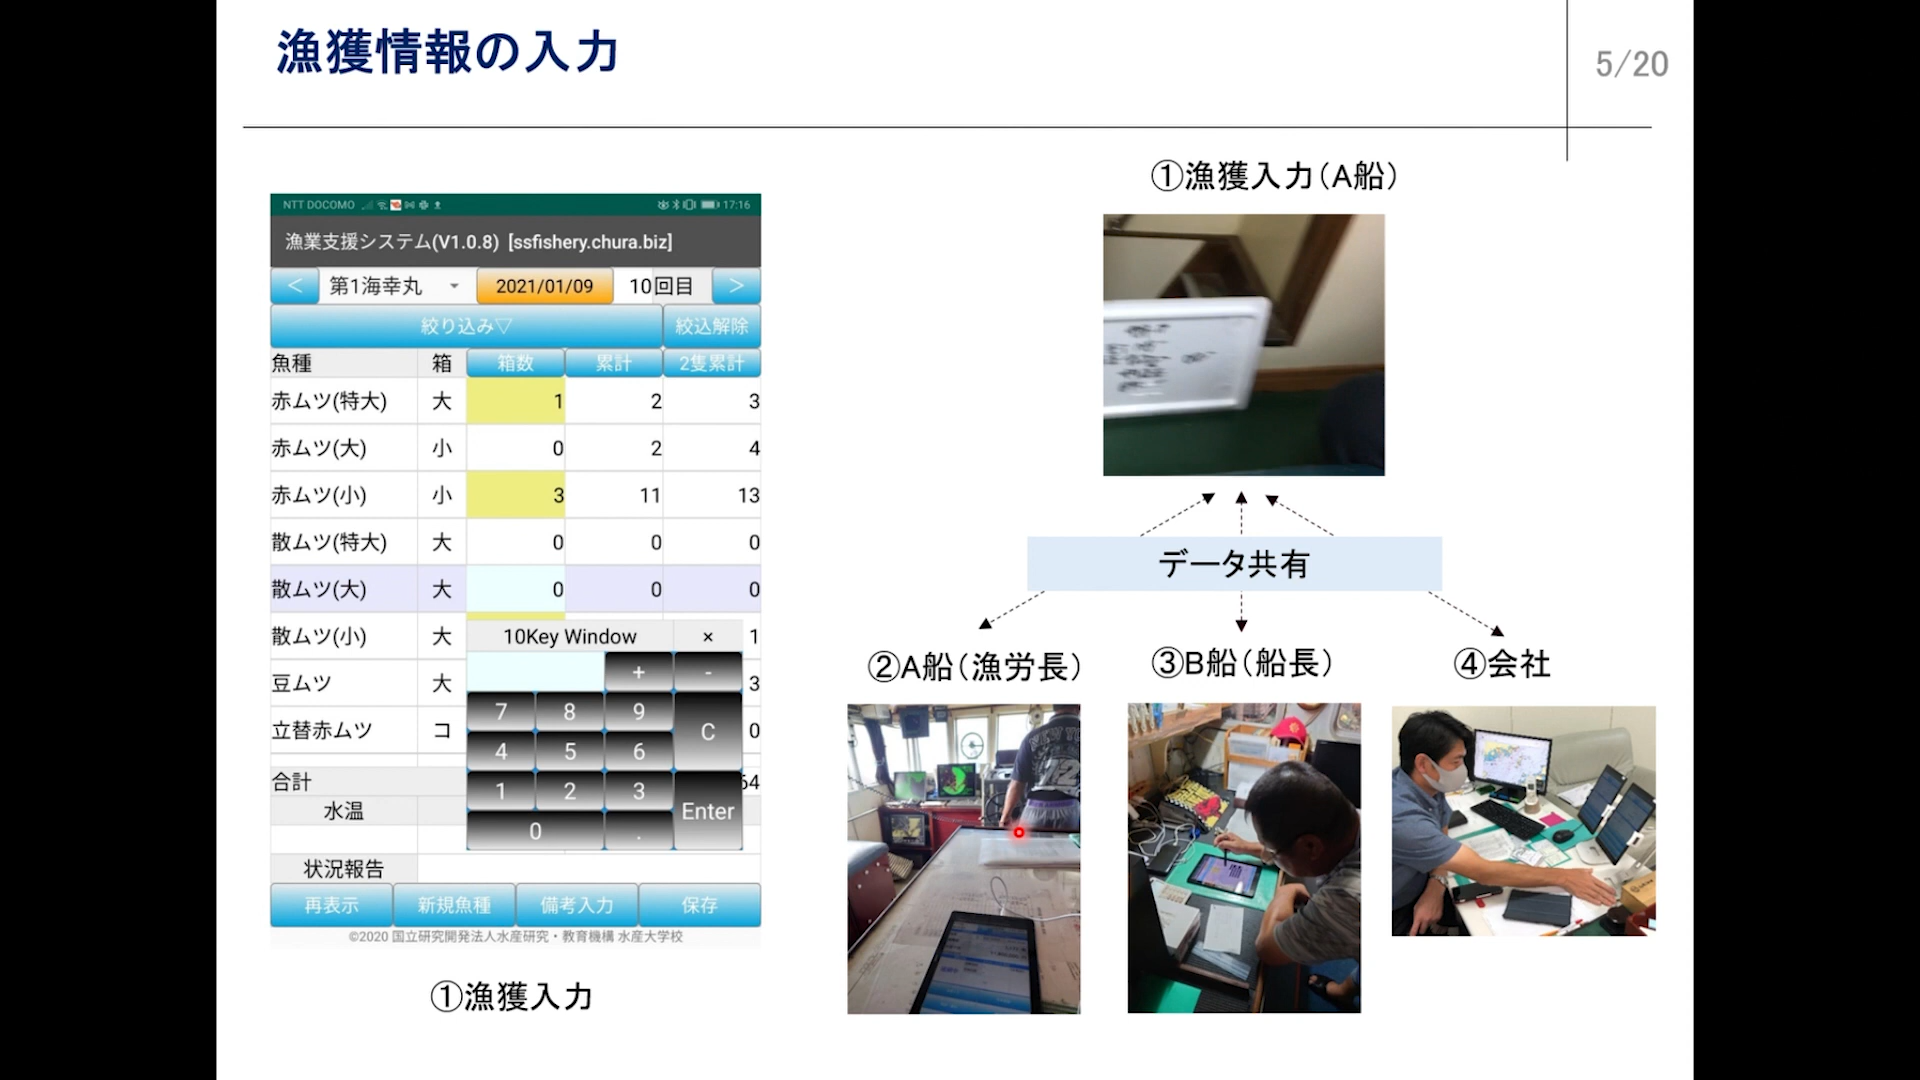 漁獲情報の入力
5/20
NTT DOCOMO 17:16
漁業支援システム(V1.0.8) [ssfishery.chura.biz]
< 第1海幸丸 2021/01/09 10回目 >
絞り込み▽ 絞込解除
魚種 箱 箱数 累計 2隻累計
赤ムツ(特大) 大 1 2 3
赤ムツ(大) 小 0 2 4
赤ムツ(小) 小 3 11 13
散ムツ(特大) 大 0 0 0
散ムツ(大) 大 0 0 0
散ムツ(小) 大 1
豆ムツ 大 3
立替赤ムツ コ 0
合計 64
水温
状況報告
10Key Window ×
+ -
7 8 9 C
4 5 6
1 2 3 Enter
0 .
再表示 新規魚種 備考入力 保存
©2020 国立研究開発法人水産研究・教育機構 水産大学校
①漁獲入力
①漁獲入力(A船)
データ共有
②A船(漁労長)
③B船(船長)
④会社
NEW YO
12